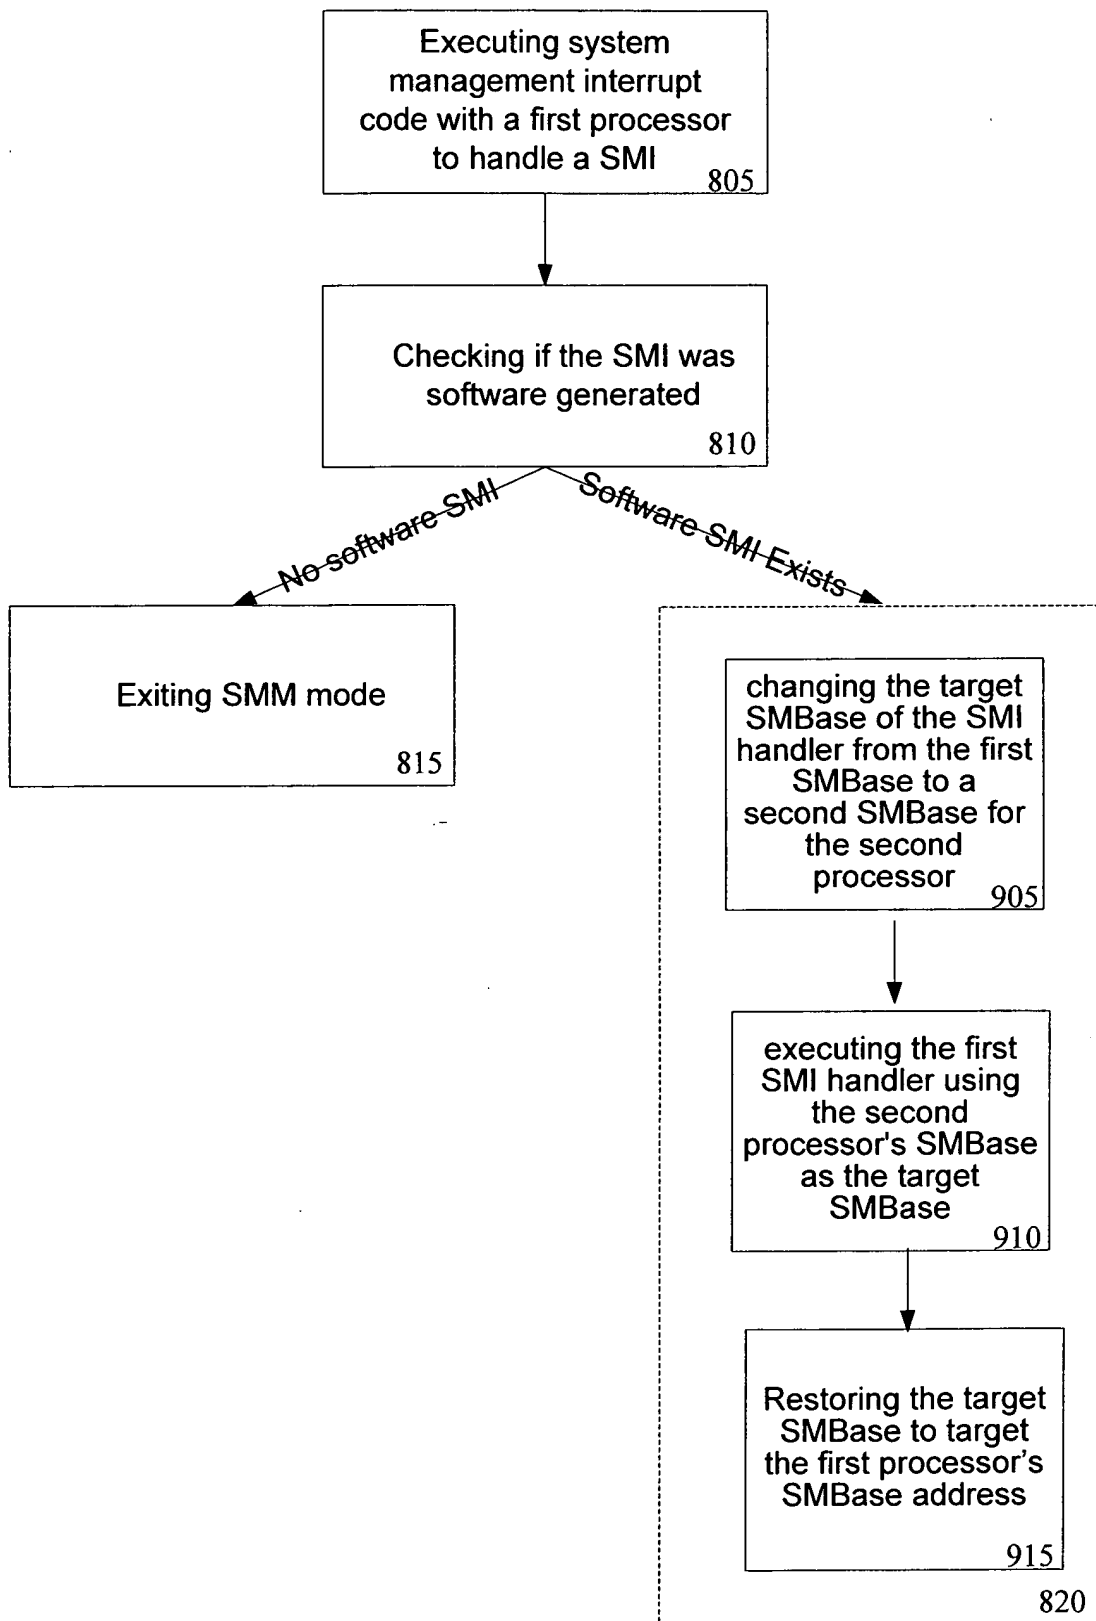 Executing system
management interrupt
code with a first processor
to handle a SMI
805
Checking if the SMI was
software generated
810
No software SMI
Software SMI Exists
Exiting SMM mode
815
changing the target
SMBase of the SMI
handler from the first
SMBase to a
second SMBase for
the second
processor
905
executing the first
SMI handler using
the second
processor's SMBase
as the target
SMBase
910
Restoring the target
SMBase to target
the first processor's
SMBase address
915
820